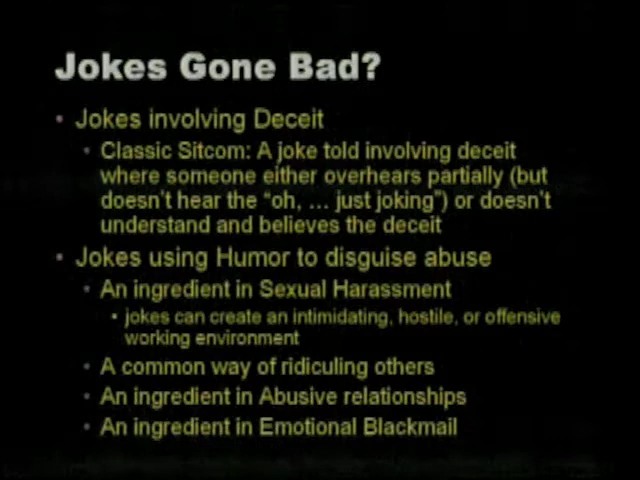 Jokes Gone Bad?
• Jokes involving Deceit
• Classic Sitcom: A joke told involving deceit
where someone either overhears partially (but
doesn't hear the "oh, … just joking") or doesn't
understand and believes the deceit
• Jokes using Humor to disguise abuse
• An ingredient in Sexual Harassment
• jokes can create an intimidating, hostile, or offensive
working environment
• A common way of ridiculing others
• An ingredient in Abusive relationships
• An ingredient in Emotional Blackmail